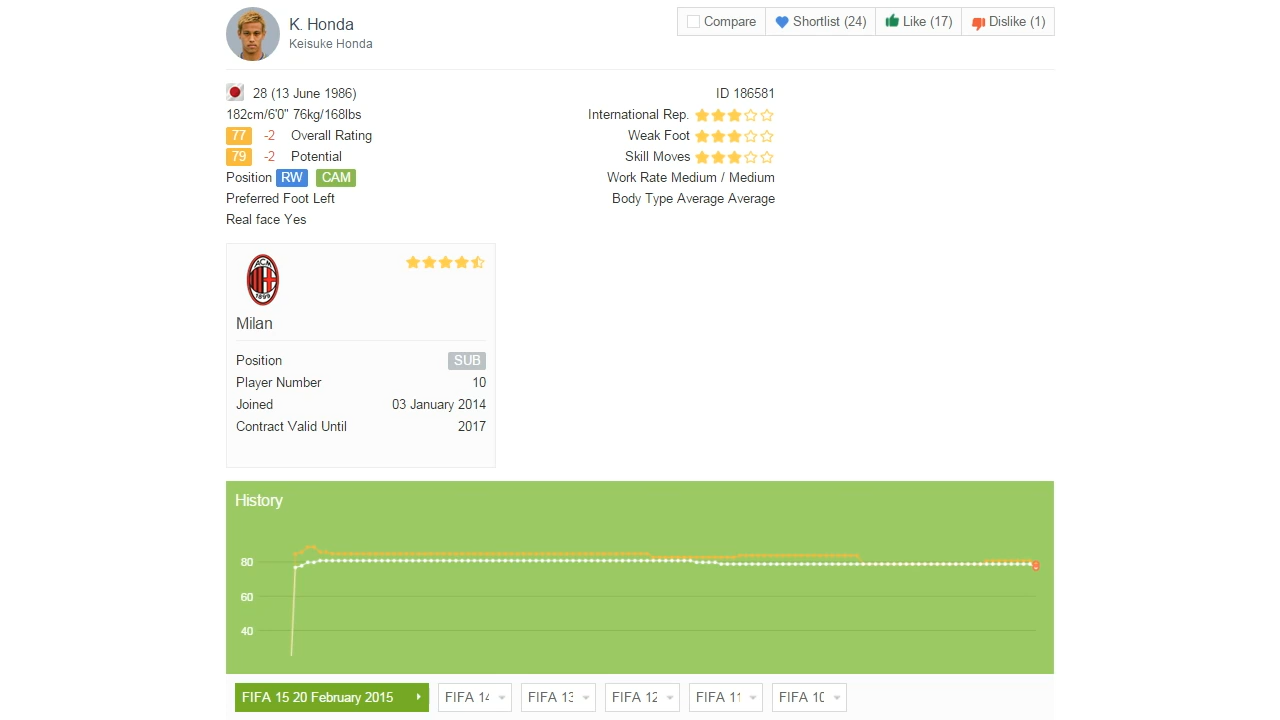 K. Honda
Keisuke Honda
Compare
Shortlist (24)
Like (17)
Dislike (1)
28 (13 June 1986)
182cm/6'0" 76kg/168lbs
77 -2 Overall Rating
79 -2 Potential
Position RW CAM
Preferred Foot Left
Real face Yes
ID 186581
International Rep.
Weak Foot
Skill Moves
Work Rate Medium / Medium
Body Type Average Average
ACM
1899
Milan
Position SUB
Player Number 10
Joined 03 January 2014
Contract Valid Until 2017
History
80
60
40
FIFA 15 20 February 2015
FIFA 14
FIFA 13
FIFA 12
FIFA 11
FIFA 10